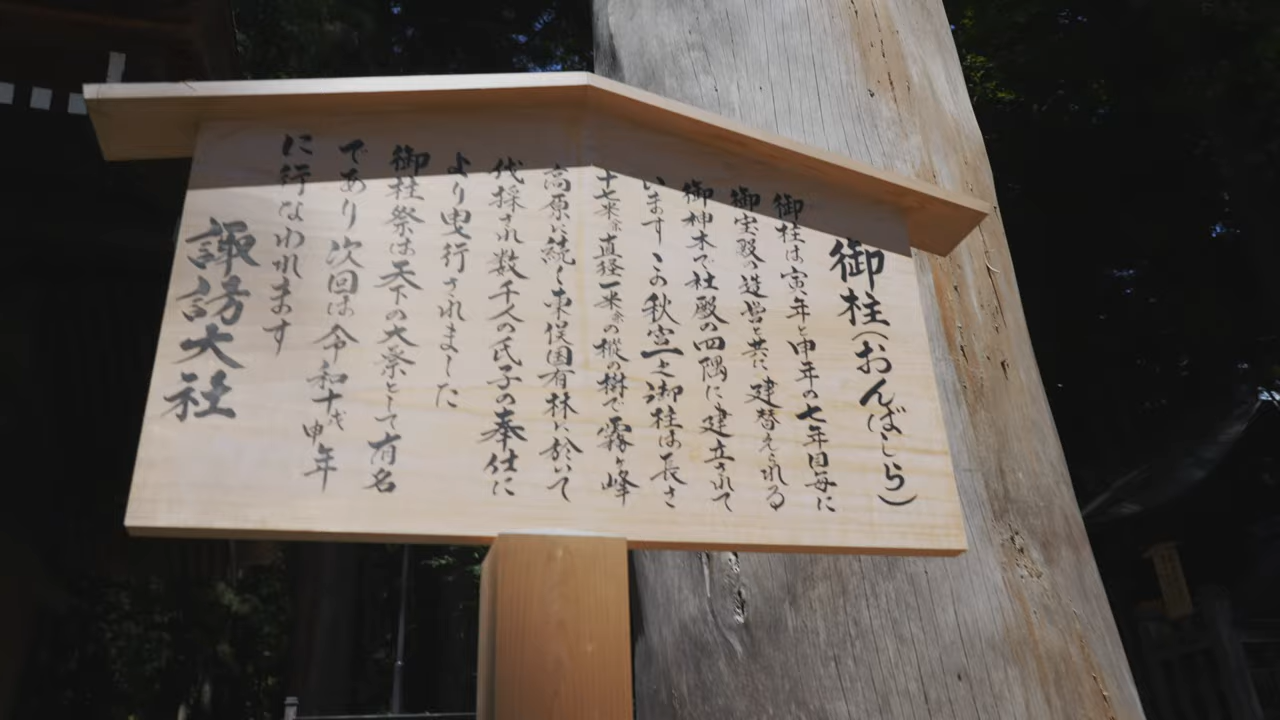 御柱(おんばしら)
御柱は寅年と申年の七年目毎に
御宝殿の造営と共に建替えられる
御神木で社殿の四隅に建立されて
います この秋宮一之御柱は長さ
十七米余直径一米余の樅の樹で霧ヶ峰
高原に続く東俣国有林に於いて
伐採され数千人の氏子の奉仕に
より曳行されました
御柱祭は天下の大祭として有名
であり次回は令和十戊申年
に行なわれます
諏訪大社